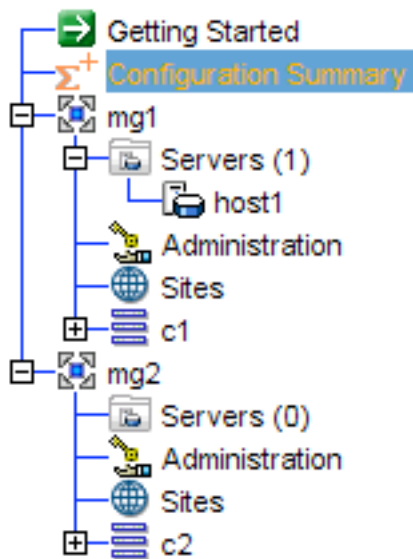 Getting Started
Configuration Summary
mg1
Servers (1)
host1
Administration
Sites
c1
mg2
Servers (0)
Administration
Sites
c2